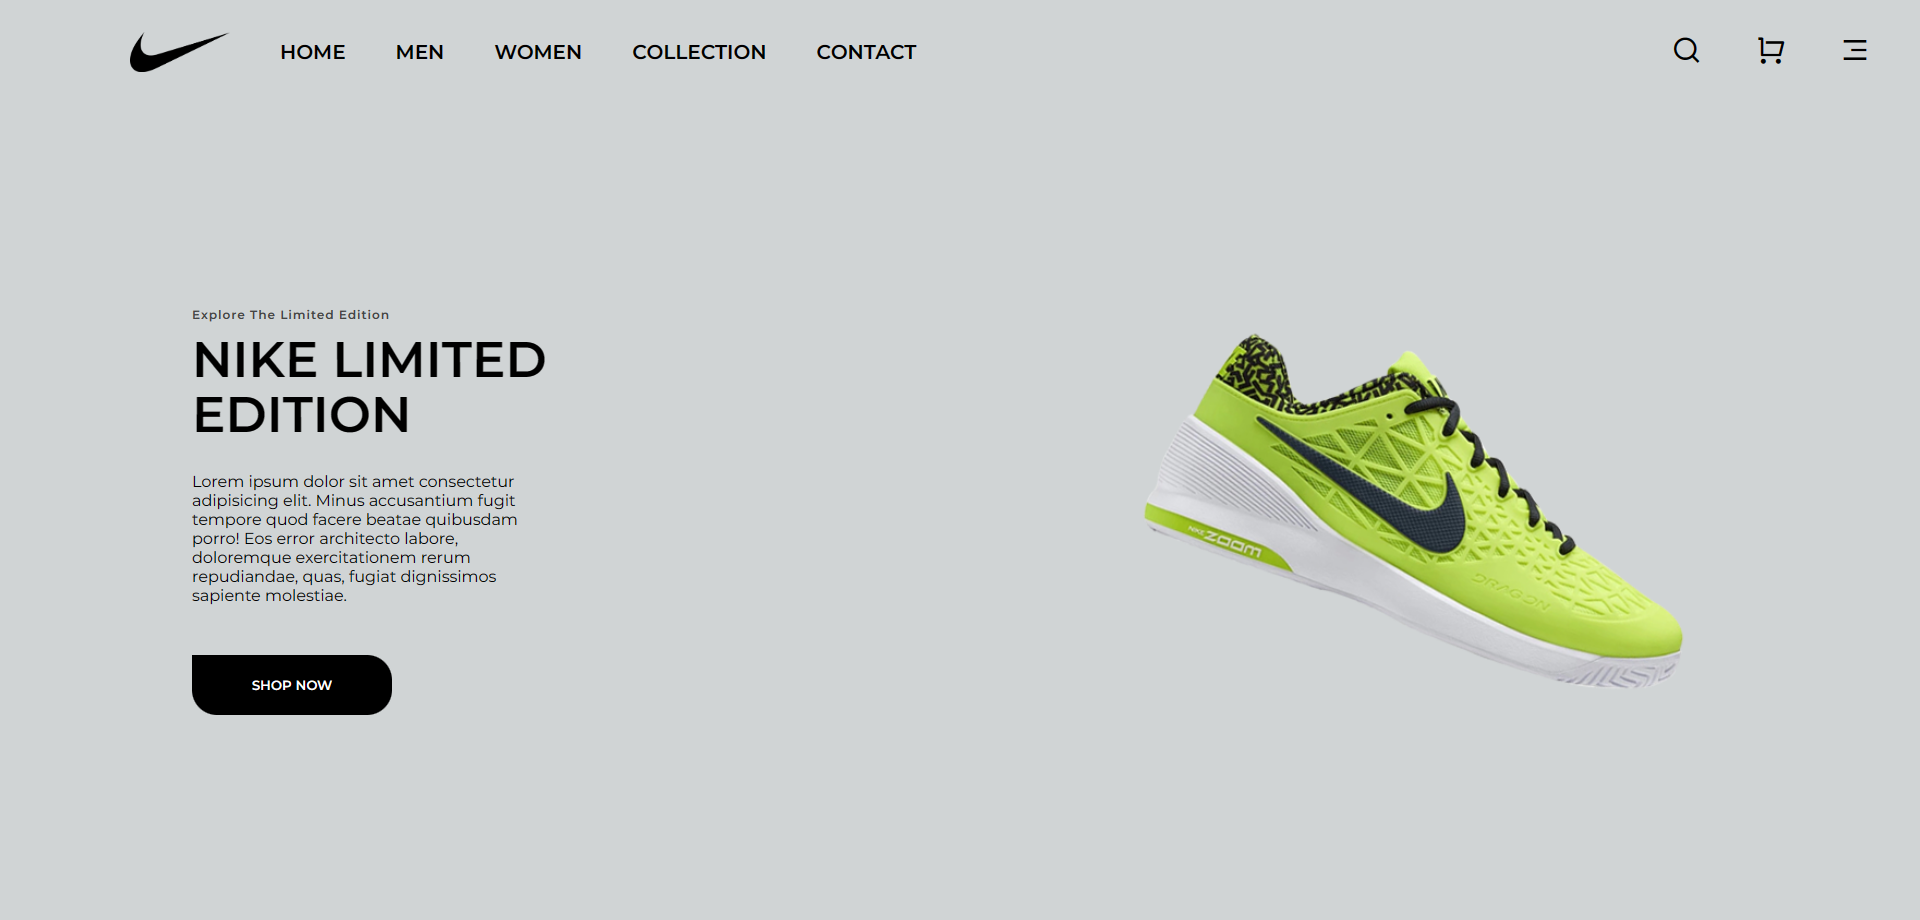 HOME MEN WOMEN COLLECTION CONTACT
Explore The Limited Edition
NIKE LIMITED
EDITION
Lorem ipsum dolor sit amet consectetur
adipisicing elit. Minus accusantium fugit
tempore quod facere beatae quibusdam
porro! Eos error architecto labore,
doloremque exercitationem rerum
repudiandae, quas, fugiat dignissimos
sapiente molestiae.
SHOP NOW
NIKE ZOOM
DRAGON